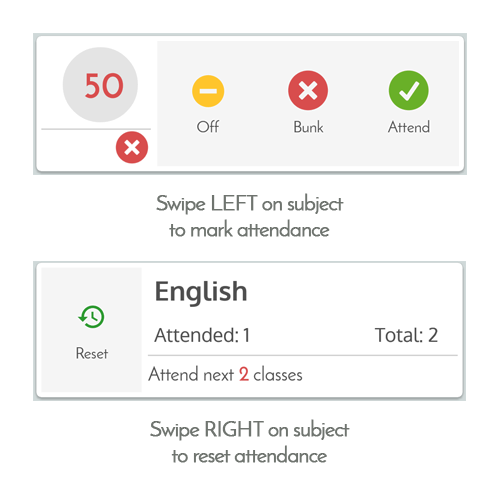 50
Off Bunk Attend
Swipe LEFT on subject
to mark attendance
English
Attended: 1 Total: 2
Reset
Attend next 2 classes
Swipe RIGHT on subject
to reset attendance